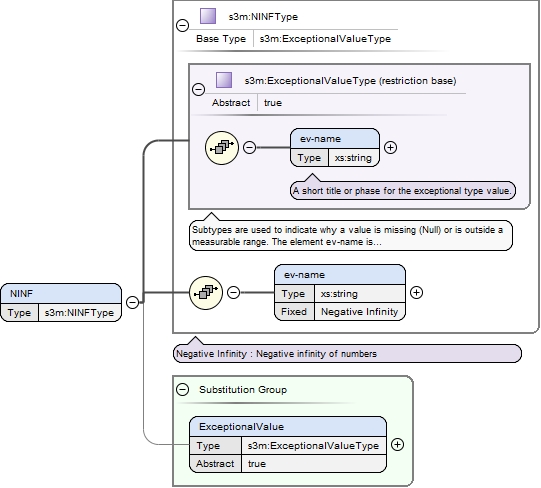 s3m:NINFType
Base Type s3m:ExceptionalValueType
s3m:ExceptionalValueType (restriction base)
Abstract true
ev-name
Type xs:string
A short title or phase for the exceptional type value.
Subtypes are used to indicate why a value is missing (Null) or is outside a
measurable range. The element ev-name is...
NINF
Type s3m:NINFType
ev-name
Type xs:string
Fixed Negative Infinity
Negative Infinity : Negative infinity of numbers
Substitution Group
ExceptionalValue
Type s3m:ExceptionalValueType
Abstract true